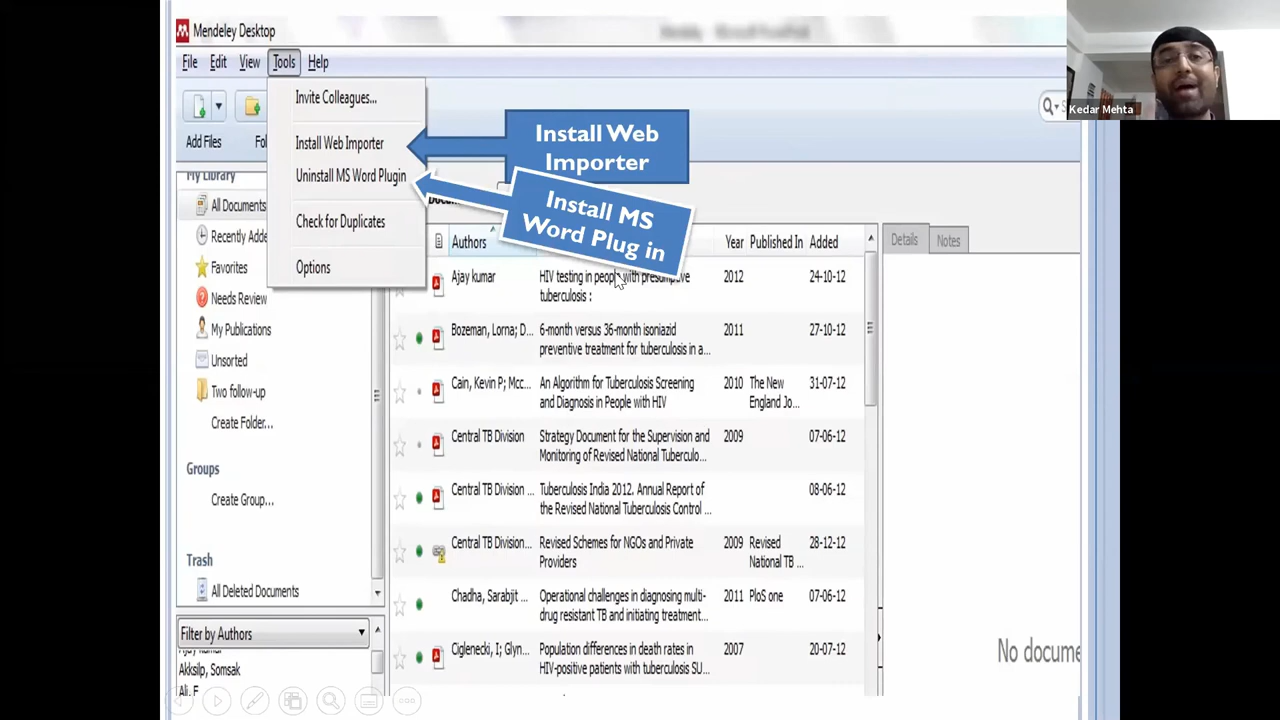 Mendeley Desktop
File Edit View Tools Help
Kedar Mehta
Invite Colleagues...
Install Web Importer
Uninstall MS Word Plugin
Check for Duplicates
Options
Install Web
Importer
Install MS
Word Plug in
Add Files
My Library
All Documents
Recently Adde
Favorites
Needs Review
My Publications
Unsorted
Two follow-up
Create Folder...
Groups
Create Group...
Trash
All Deleted Documents
Filter by Authors
Akksilp, Somsak
Authors Year Published In Added
Ajay kumar HIV testing in people with presumptive 2012 24-10-12
tuberculosis :
Bozeman, Lorna; D... 6-month versus 36-month isoniazid 2011 27-10-12
preventive treatment for tuberculosis in a...
Cain, Kevin P; Mcc... An Algorithm for Tuberculosis Screening 2010 The New 31-07-12
and Diagnosis in People with HIV England Jo...
Central TB Division Strategy Document for the Supervision and 2009 07-06-12
Monitoring of Revised National Tuberculo...
Central TB Division ... Tuberculosis India 2012. Annual Report of 08-06-12
the Revised National Tuberculosis Control ...
Central TB Division... Revised Schemes for NGOs and Private 2009 Revised 28-12-12
Providers National TB ...
Chadha, Sarabjit ... Operational challenges in diagnosing multi- 2011 PloS one 07-06-12
drug resistant TB and initiating treatment...
Ciglenecki, I; Glyn... Population differences in death rates in 2007 20-07-12
HIV-positive patients with tuberculosis SU...
Details Notes
No docume